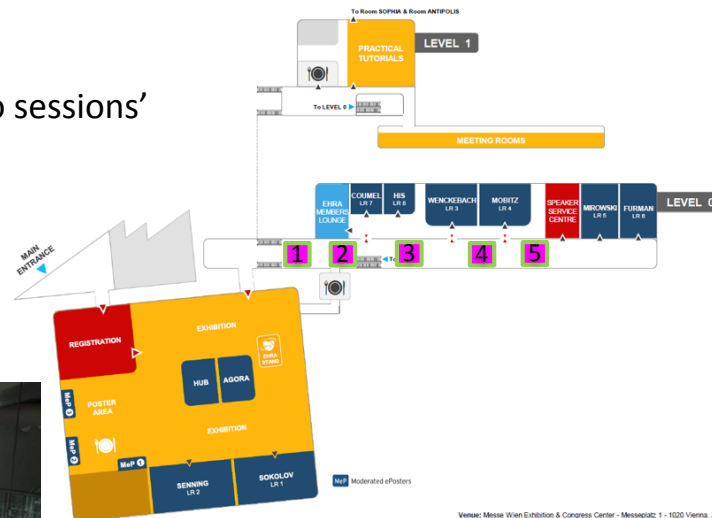 To Room SOPHIA & Room ANTIPOLIS
PRACTICAL
TUTORIALS
LEVEL 1
sessions’
To LEVEL 0
MEETING ROOMS
EHRA
MEMBERS
LOUNGE
COUMEL
LR 7
HIS
LR 8
WENCKEBACH
LR 3
MOBITZ
LR 4
SPEAKER
SERVICE
CENTRE
MIROWSKI
LR 5
FURMAN
LR 6
LEVEL
MAIN
ENTRANCE
1
2
3
4
5
REGISTRATION
EXHIBITION
EHRA
STAND
HUB
AGORA
MeP 3
POSTER
AREA
MeP 2
EXHIBITION
MeP 1
SENNING
LR 2
SOKOLOV
LR 1
MeP Moderated ePosters
Venue: Messe Wien Exhibition & Congress Center - Messeplatz 1 - 1020 Vienna,